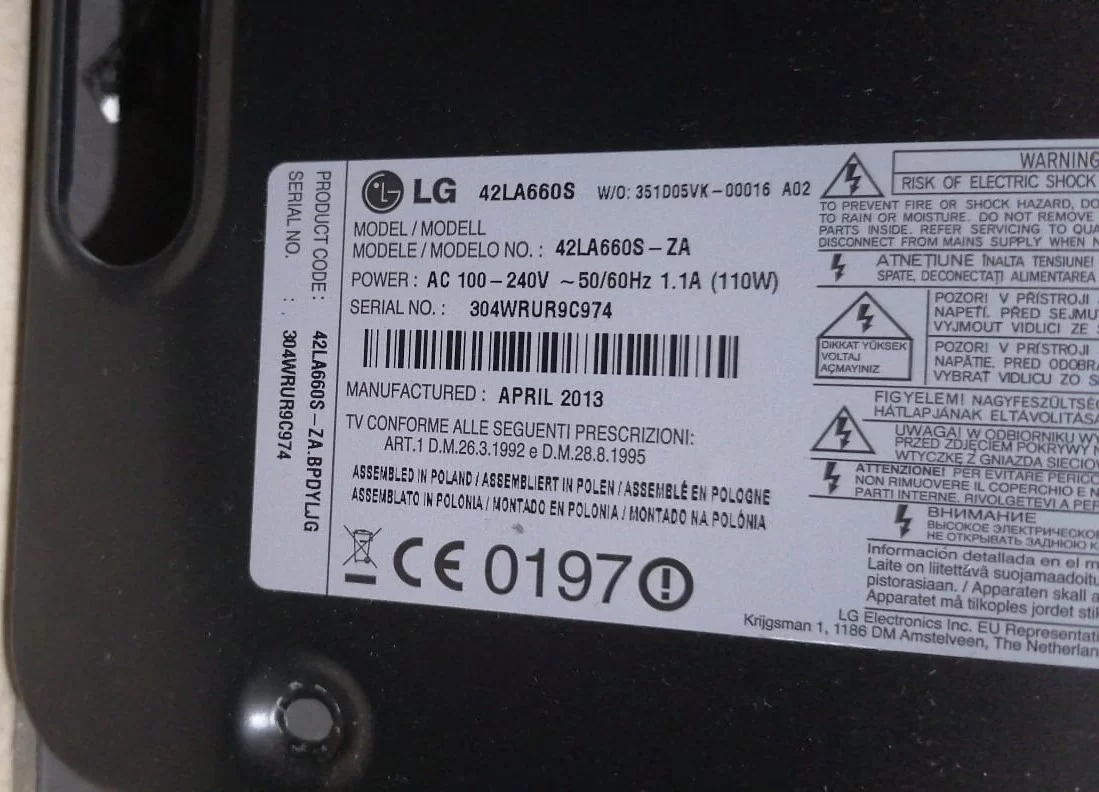 LG 42LA660S W/O: 351D05VK-00016 A02
MODEL / MODELL
MODELE / MODELO NO. : 42LA660S-ZA
POWER : AC 100-240V ~50/60Hz 1.1A (110W)
SERIAL NO. : 304WRUR9C974
MANUFACTURED : APRIL 2013
TV CONFORME ALLE SEGUENTI PRESCRIZIONI:
ART.1 D.M.26.3.1992 e D.M.28.8.1995
ASSEMBLED IN POLAND / ASSEMBLIERT IN POLEN / ASSEMBLÉ EN POLOGNE
ASSEMBLATO IN POLONIA / MONTADO EN POLONIA / MONTADO NA POLÓNIA
CE 0197
PRODUCT CODE : 42LA660S-ZA.BPDYLJG
SERIAL NO. : 304WRUR9C974
WARNING
RISK OF ELECTRIC SHOCK
TO PREVENT FIRE OR SHOCK HAZARD, DO
TO RAIN OR MOISTURE. DO NOT REMOVE
PARTS INSIDE. REFER SERVICING TO QUA
DISCONNECT FROM MAINS SUPPLY WHEN N
ATNEŢIUNE ÎNALTA TENSIUNE!
SPATE, DECONECTAŢI ALIMENTAREA
POZOR! V PŘÍSTROJI
NAPĚTÍ. PŘED SEJMU
VYJMOUT VIDLICI ZE
DIKKAT YÜKSEK
VOLTAJ
AÇMAYINIZ
POZOR! V PRÍSTROJI
NAPÄTIE. PRED ODOBR
VYBRAT VIDLICU ZO S
FIGYELEM! NAGYFESZÜLTSÉG
HÁTLAPJÁNAK ELTÁVOLÍTÁSA
UWAGA! W ODBIORNIKU WY
PRZED ZDJĘCIEM POKRYWY
WTYCZKĘ Z GNIAZDA SIECIO
ATTENZIONE! PER EVITARE PERICO
NON RIMUOVERE IL COPERCHIO E N
PARTI INTERNE. RIVOLGETEVI A PER
ВНИМАНИЕ
ВЫСОКОЕ ЭЛЕКТРИЧЕСКО
НЕ ОТКРЫВАТЬ ЗАДНЮЮ К
Información detallada en el m
Laite on liitettävä suojamaadoitu
pistorasiaan. / Apparaten skall a
Apparatet må tilkoples jordet stik
LG Electronics Inc. EU Representati
Krijgsman 1, 1186 DM Amstelveen, The Netherlan